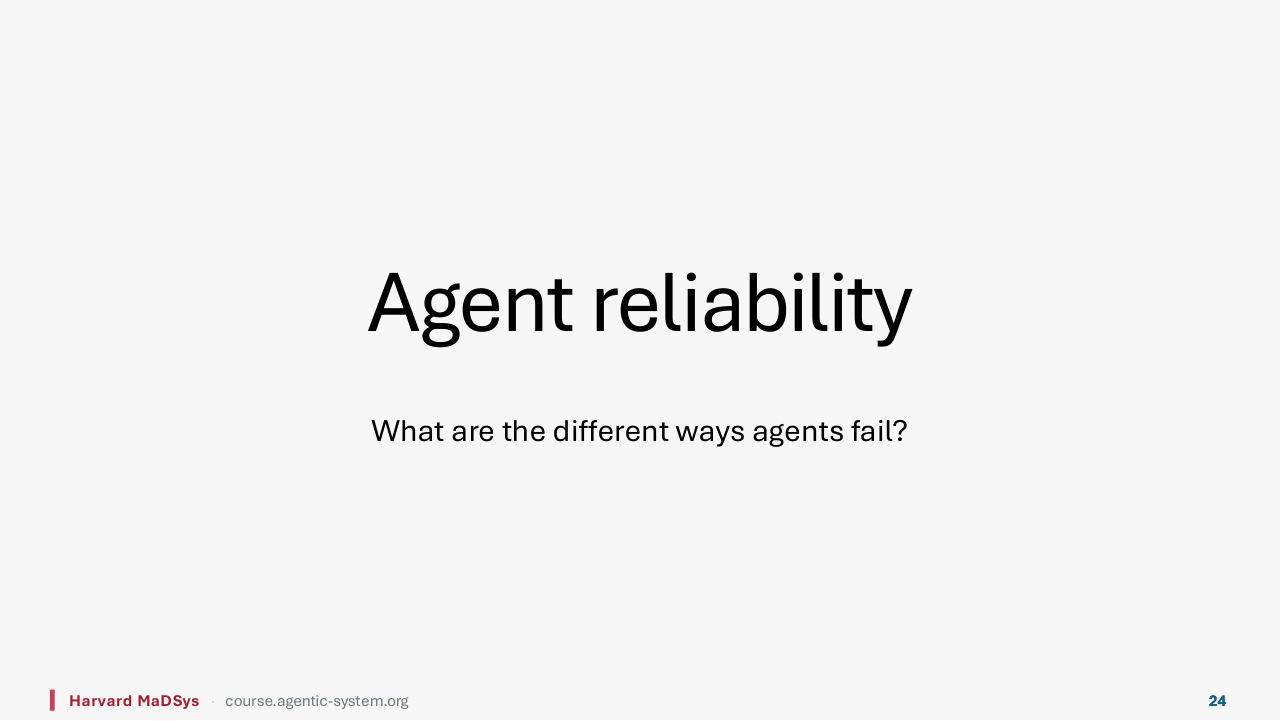 Agent reliability
What are the different ways agents fail?
Harvard MaDSys · course.agentic-system.org
24